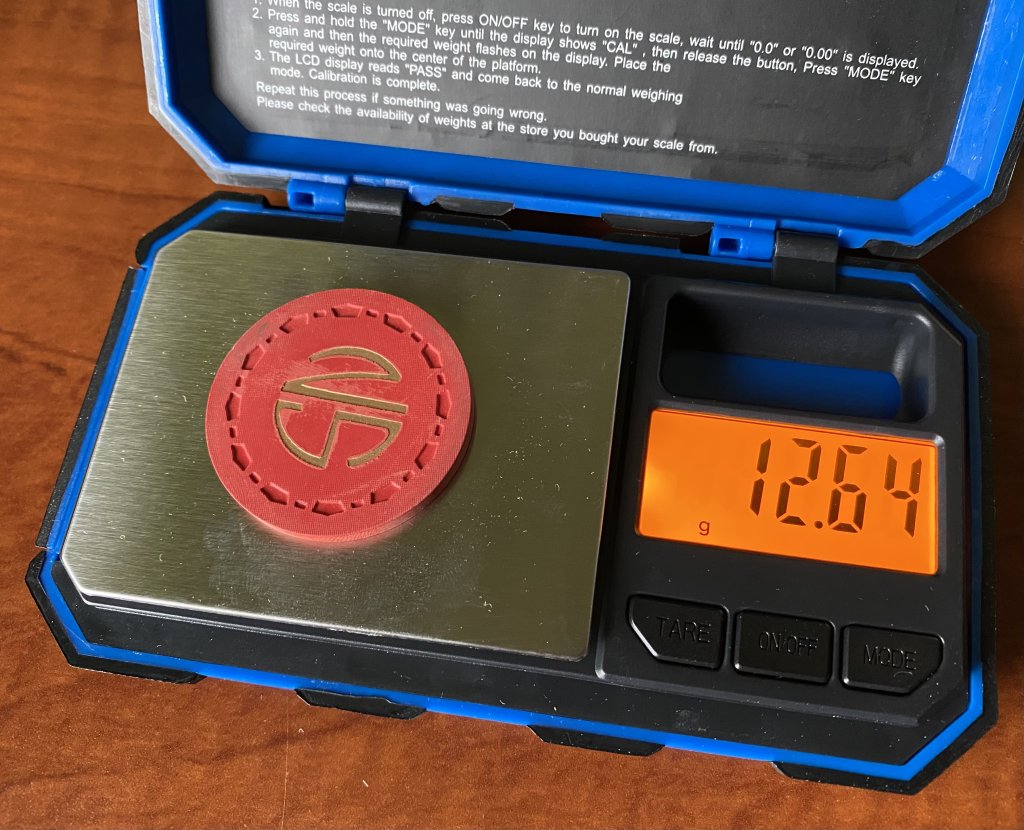 1. When the scale is turned off, press ON/OFF key to turn on the scale, wait until "0.0" or "0.00" is displayed.
2. Press and hold the "MODE" key until the display shows "CAL" , then release the button, Press "MODE" key
again and then the required weight flashes on the display. Place the
required weight onto the center of the platform.
3. The LCD display reads "PASS" and come back to the normal weighing
mode. Calibration is complete.
Repeat this process if something was going wrong.
Please check the availability of weights at the store you bought your scale from.
12.64
g
TARE
ON/OFF
MODE